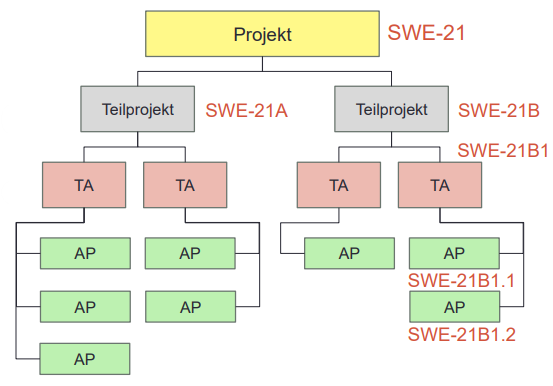 Projekt SWE-21
Teilprojekt SWE-21A Teilprojekt SWE-21B
SWE-21B1
TA TA TA TA
AP AP AP AP
SWE-21B1.1
AP AP AP
SWE-21B1.2
AP